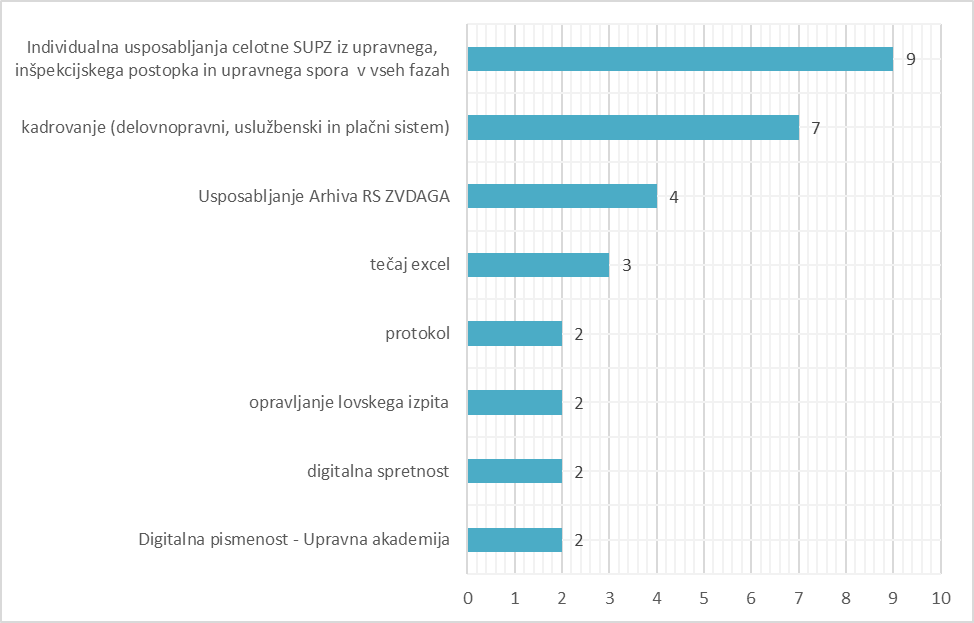 Individualna usposabljanja celotne SUPZ iz upravnega,
inšpekcijskega postopka in upravnega spora v vseh fazah
9
kadrovanje (delovnopravni, uslužbenski in plačni sistem)
7
Usposabljanje Arhiva RS ZVDAGA
4
tečaj excel
3
protokol
2
opravljanje lovskega izpita
2
digitalna spretnost
2
Digitalna pismenost - Upravna akademija
2
0 1 2 3 4 5 6 7 8 9 10